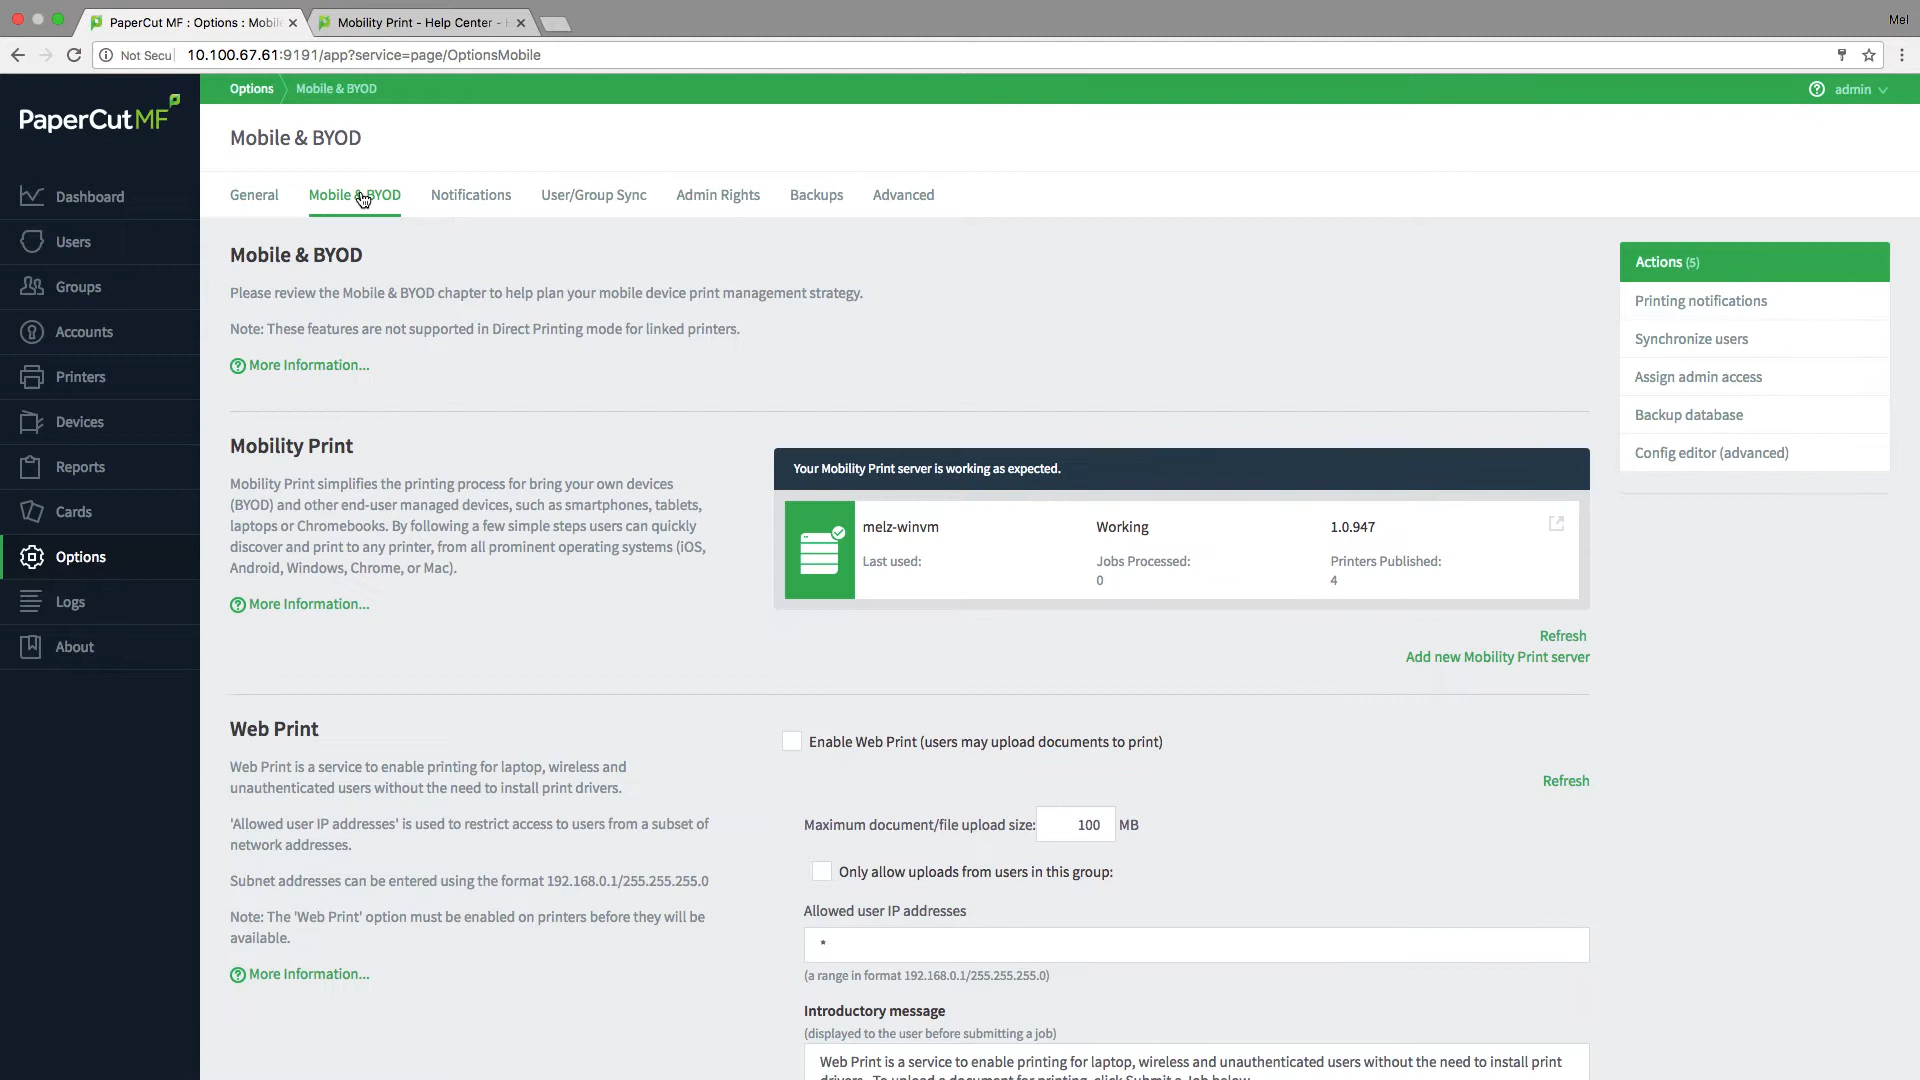 PaperCut MF : Options : Mobile
Mobility Print - Help Center -
Mel
Not Secu
10.100.67.61:9191/app?service=page/OptionsMobile
PaperCutMF
Options
Mobile & BYOD
admin
Mobile & BYOD
General
Mobile & BYOD
Notifications
User/Group Sync
Admin Rights
Backups
Advanced
Dashboard
Users
Groups
Accounts
Printers
Devices
Reports
Cards
Options
Logs
About
Mobile & BYOD
Please review the Mobile & BYOD chapter to help plan your mobile device print management strategy.
Note: These features are not supported in Direct Printing mode for linked printers.
More Information...
Actions (5)
Printing notifications
Synchronize users
Assign admin access
Backup database
Config editor (advanced)
Mobility Print
Mobility Print simplifies the printing process for bring your own devices
(BYOD) and other end-user managed devices, such as smartphones, tablets,
laptops or Chromebooks. By following a few simple steps users can quickly
discover and print to any printer, from all prominent operating systems (iOS,
Android, Windows, Chrome, or Mac).
More Information...
Your Mobility Print server is working as expected.
melz-winvm
Working
1.0.947
Last used:
Jobs Processed:
Printers Published:
0
4
Refresh
Add new Mobility Print server
Web Print
Web Print is a service to enable printing for laptop, wireless and
unauthenticated users without the need to install print drivers.
'Allowed user IP addresses' is used to restrict access to users from a subset of
network addresses.
Subnet addresses can be entered using the format 192.168.0.1/255.255.255.0
Note: The 'Web Print' option must be enabled on printers before they will be
available.
More Information...
Enable Web Print (users may upload documents to print)
Refresh
Maximum document/file upload size:
100
MB
Only allow uploads from users in this group:
Allowed user IP addresses
*
(a range in format 192.168.0.1/255.255.255.0)
Introductory message
(displayed to the user before submitting a job)
Web Print is a service to enable printing for laptop, wireless and unauthenticated users without the need to install print
drivers. To upload a document for printing, click Submit a Job below.